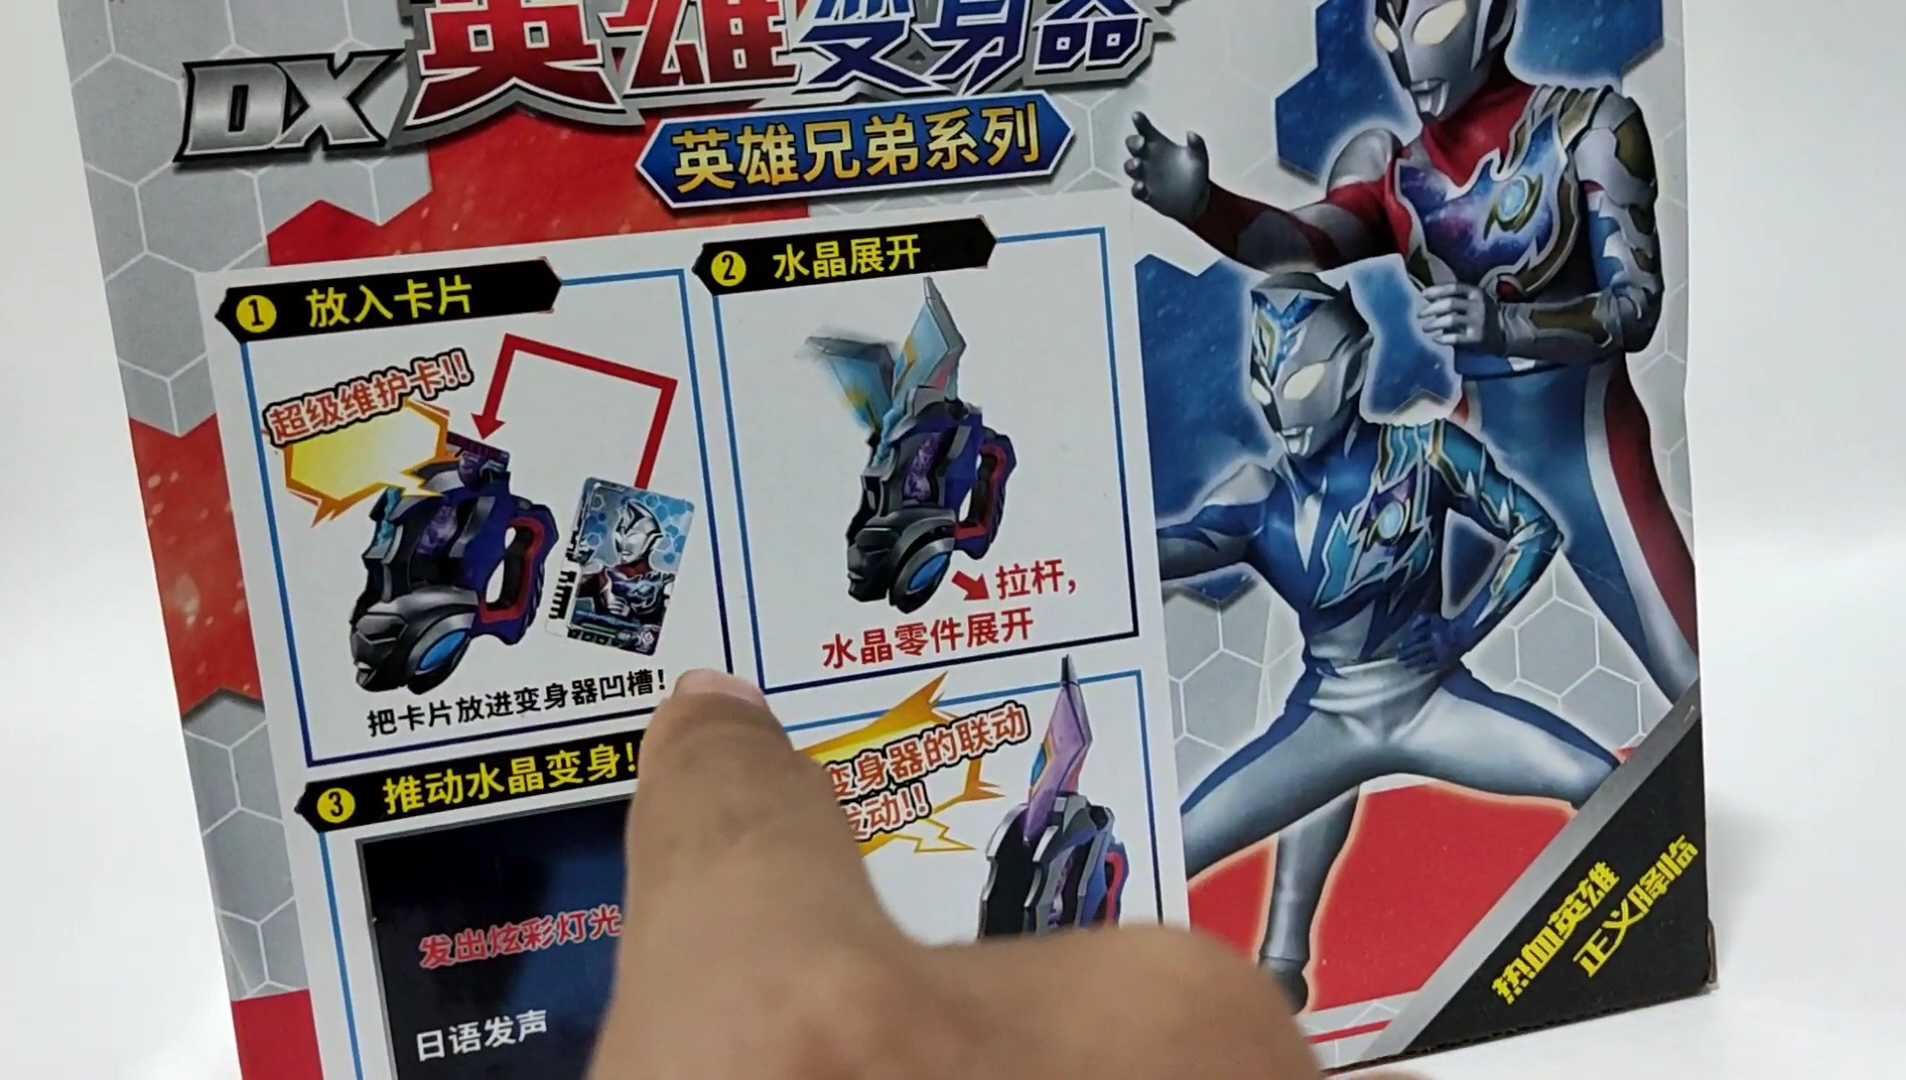 DX 英雄变身器
英雄兄弟系列
1 放入卡片
超级维护卡!!
把卡片放进变身器凹槽!
2 水晶展开
拉杆,
水晶零件展开
3 推动水晶变身!
发出炫彩灯光
日语发声
变身器的联动
发动!!
热血英雄
正义降临